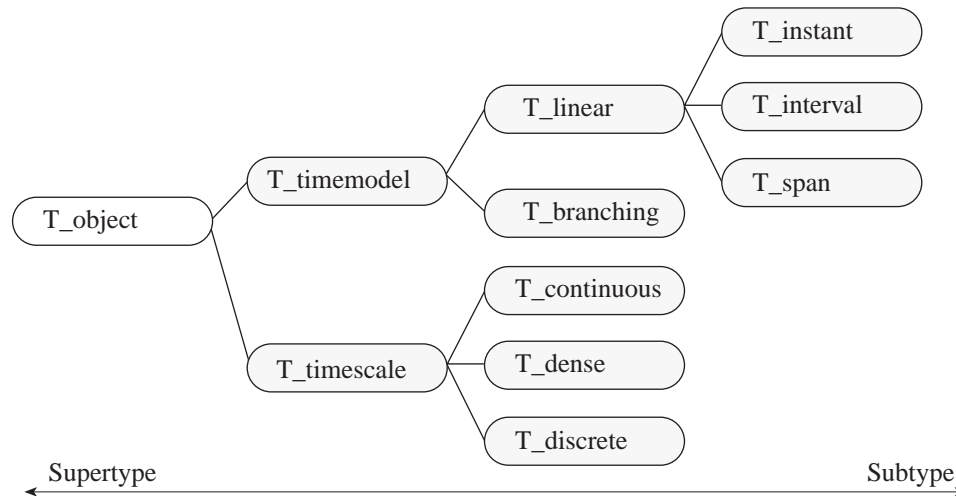 T_instant
T_linear
T_interval
T_timemodel
T_span
T_object
T_branching
T_continuous
T_timescale
T_dense
T_discrete
Supertype
Subtype